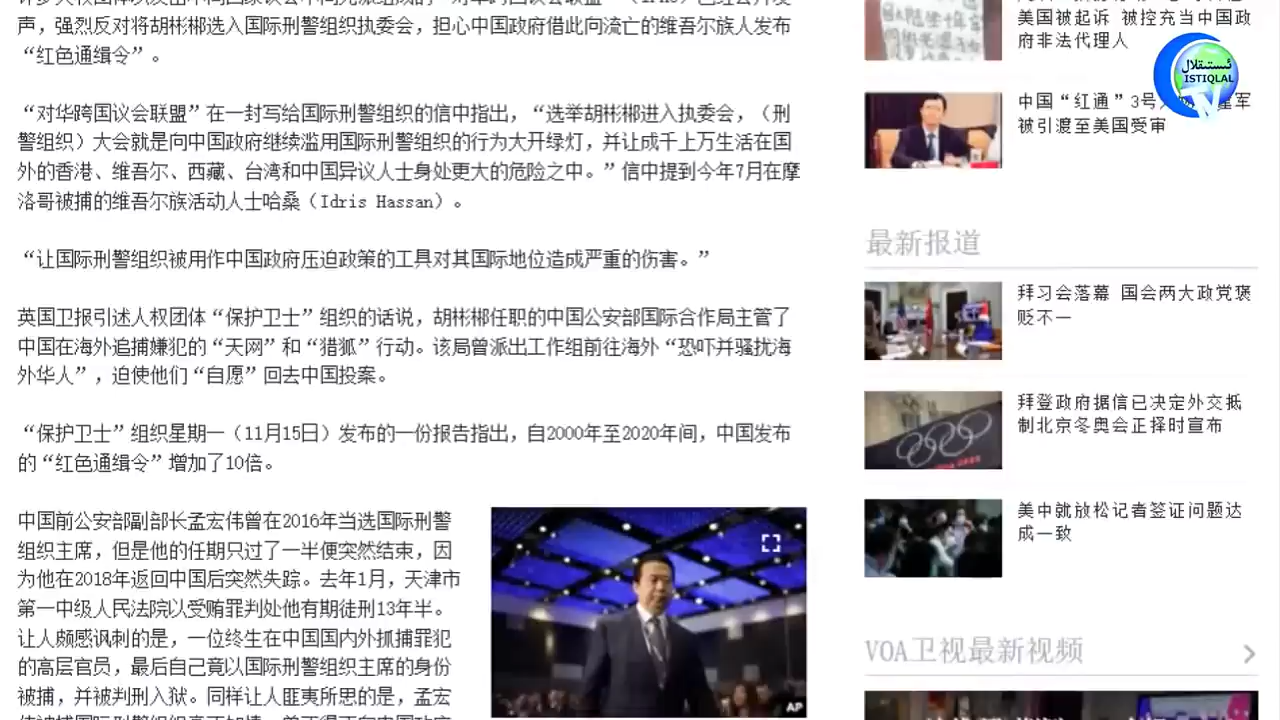 声，强烈反对将胡彬郴选入国际刑警组织执委会，担心中国政府借此向流亡的维吾尔族人发布
“红色通缉令”。
“对华跨国议会联盟”在一封写给国际刑警组织的信中指出，“选举胡彬郴进入执委会，（刑
警组织）大会就是向中国政府继续滥用国际刑警组织的行为大开绿灯，并让成千上万生活在国
外的香港、维吾尔、西藏、台湾和中国异议人士身处更大的危险之中。”信中提到今年7月在摩
洛哥被捕的维吾尔族活动人士哈桑（Idris Hassan）。
“让国际刑警组织被用作中国政府压迫政策的工具对其国际地位造成严重的伤害。”
英国卫报引述人权团体“保护卫士”组织的话说，胡彬郴任职的中国公安部国际合作局主管了
中国在海外追捕嫌犯的“天网”和“猎狐”行动。该局曾派出工作组前往海外“恐吓并骚扰海
外华人”，迫使他们“自愿”回去中国投案。
“保护卫士”组织星期一（11月15日）发布的一份报告指出，自2000年至2020年间，中国发布
的“红色通缉令”增加了10倍。
中国前公安部副部长孟宏伟曾在2016年当选国际刑警
组织主席，但是他的任期只过了一半便突然结束，因
为他在2018年返回中国后突然失踪。去年1月，天津市
第一中级人民法院以受贿罪判处他有期徒刑13年半。
让人颇感讽刺的是，一位终生在中国国内外抓捕罪犯
的高层官员，最后自己竟以国际刑警组织主席的身份
被捕，并被判刑入狱。同样让人匪夷所思的是，孟宏
AP
美国被起诉 被控充当中国政
府非法代理人
ئىستىقلال
ISTIQLAL
TV
中国“红通”3号 军
被引渡至美国受审
最新报道
拜习会落幕 国会两大政党褒
贬不一
拜登政府据信已决定外交抵
制北京冬奥会正择时宣布
美中就放松记者签证问题达
成一致
VOA卫视最新视频